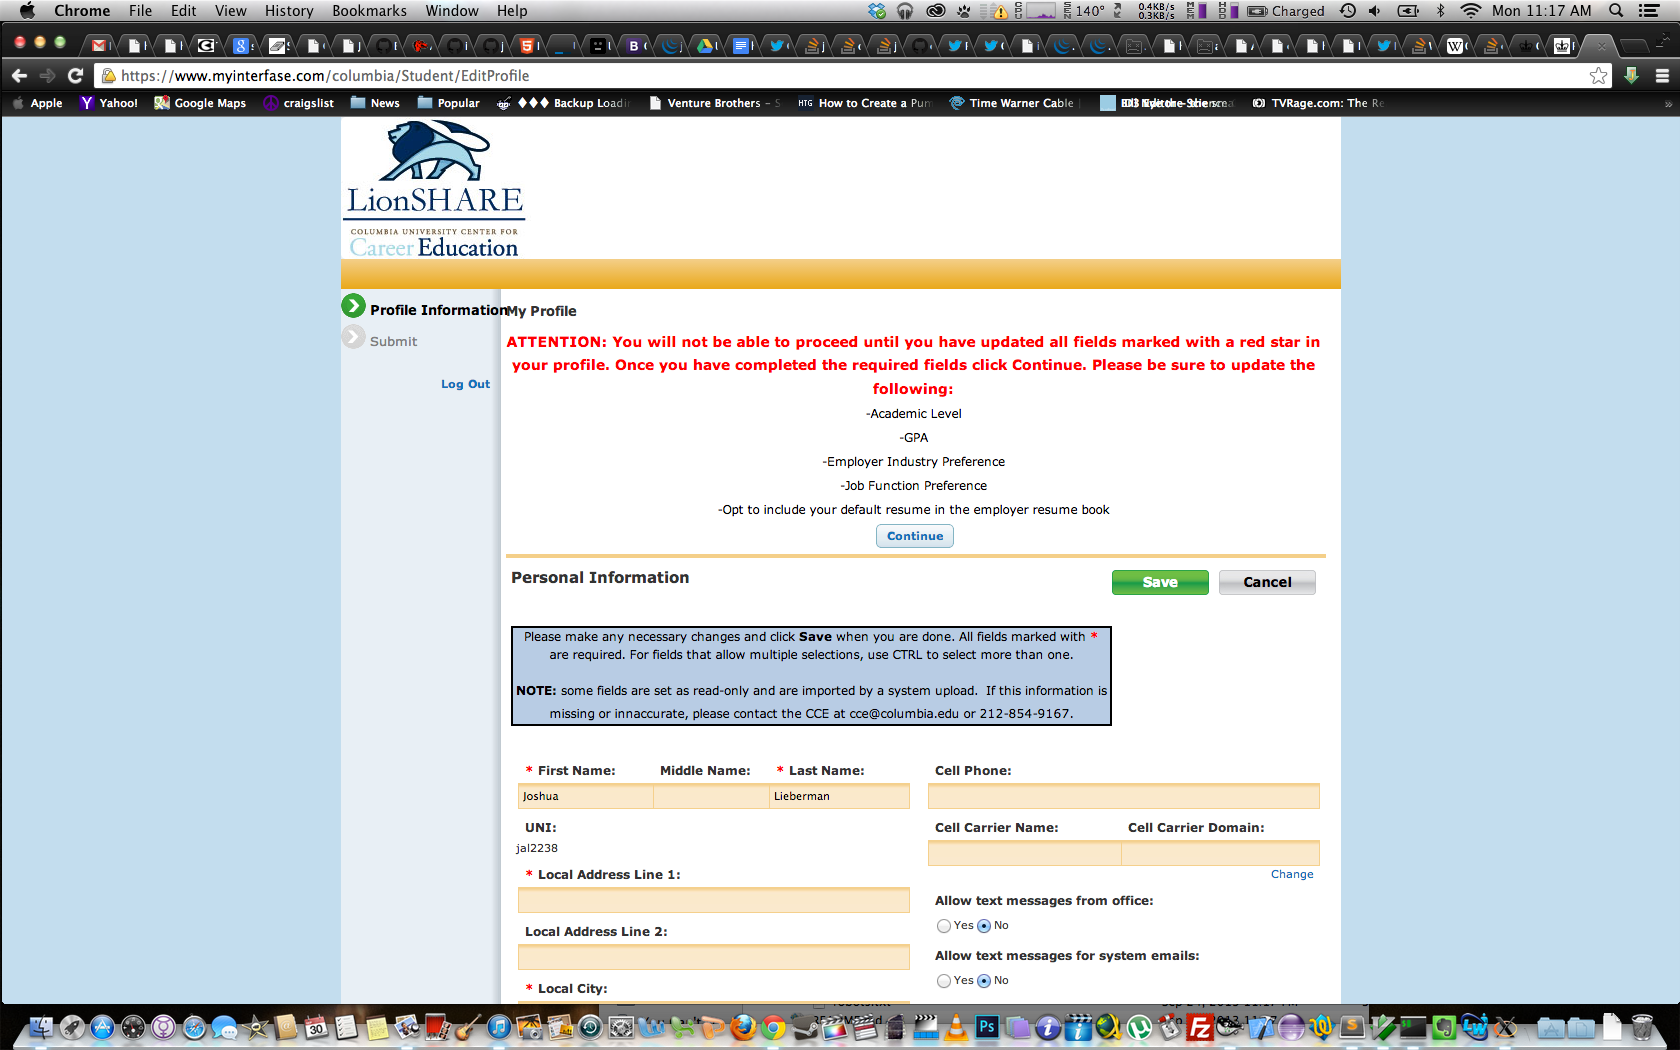 Chrome File Edit View History Bookmarks Window Help 140° 0.4KB/s 0.3KB/s Charged Mon 11:17 AM
https://www.myinterfase.com/columbia/Student/EditProfile
Apple Yahoo! Google Maps craigslist News Popular Backup Loadi Venture Brothers – S HTG How to Create a Pum Time Warner Cable TVRage.com: The Re
LionSHARE
COLUMBIA UNIVERSITY CENTER FOR
Career Education
Profile Information
Submit
Log Out
My Profile
ATTENTION: You will not be able to proceed until you have updated all fields marked with a red star in
your profile. Once you have completed the required fields click Continue. Please be sure to update the
following:
-Academic Level
-GPA
-Employer Industry Preference
-Job Function Preference
-Opt to include your default resume in the employer resume book
Continue
Personal Information
Save Cancel
Please make any necessary changes and click Save when you are done. All fields marked with *
are required. For fields that allow multiple selections, use CTRL to select more than one.
NOTE: some fields are set as read-only and are imported by a system upload. If this information is
missing or innaccurate, please contact the CCE at cce@columbia.edu or 212-854-9167.
* First Name: Middle Name: * Last Name: Cell Phone:
Joshua Lieberman
UNI: Cell Carrier Name: Cell Carrier Domain:
jal2238
* Local Address Line 1: Change
Allow text messages from office:
Yes No
Local Address Line 2:
Allow text messages for system emails:
Yes No
* Local City: